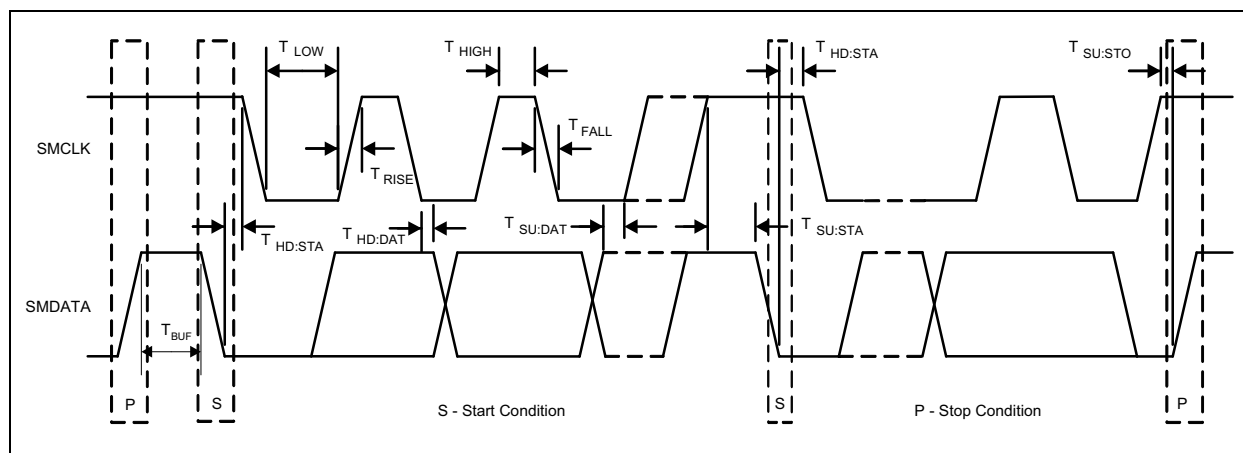 T LOW
T HIGH
T HD:STA
T SU:STO
SMCLK
T FALL
T RISE
T HD:STA
T HD:DAT
T SU:DAT
T SU:STA
SMDATA
T BUF
P
S
S - Start Condition
S
P - Stop Condition
P